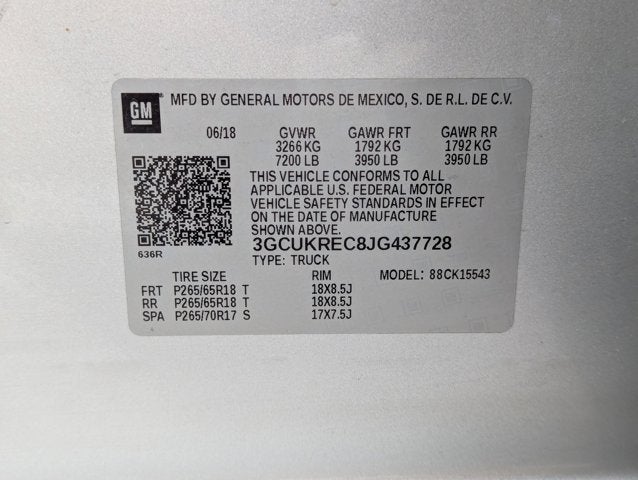 GM ® MFD BY GENERAL MOTORS DE MEXICO, S. DE R.L. DE C.V.
06/18 GVWR GAWR FRT GAWR RR
3266 KG 1792 KG 1792 KG
7200 LB 3950 LB 3950 LB
THIS VEHICLE CONFORMS TO ALL
APPLICABLE U.S. FEDERAL MOTOR
VEHICLE SAFETY STANDARDS IN EFFECT
ON THE DATE OF MANUFACTURE
SHOWN ABOVE.
3GCUKREC8JG437728
636R
TYPE: TRUCK
TIRE SIZE RIM MODEL: 88CK15543
FRT P265/65R18 T 18X8.5J
RR P265/65R18 T 18X8.5J
SPA P265/70R17 S 17X7.5J